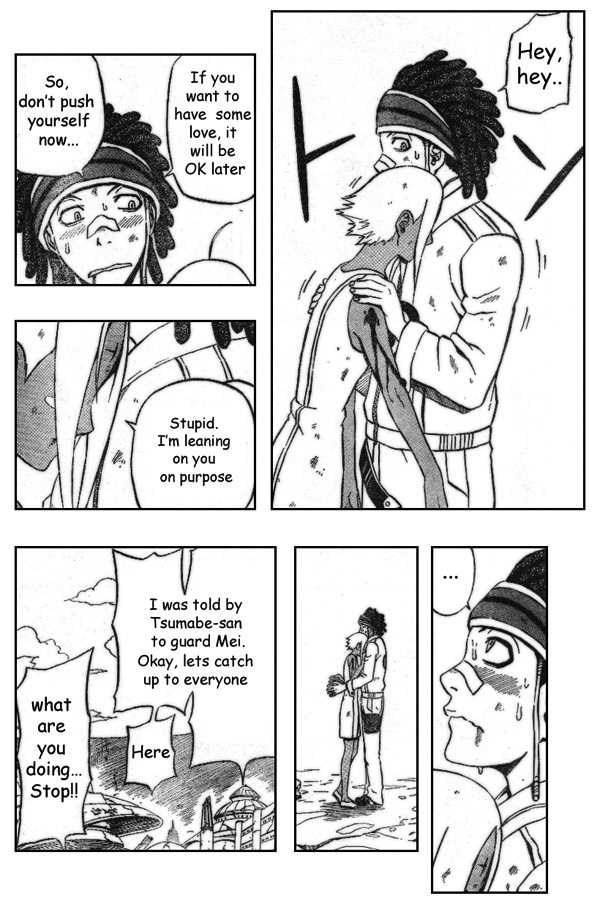 Hey,
hey..
If you
want to
have some
love, it
will be
OK later
So,
don't push
yourself
now...
Stupid.
I'm leaning
on you
on purpose
...
I was told by
Tsumabe-san
to guard Mei.
Okay, lets catch
up to everyone
Here
what
are
you
doing...
Stop!!